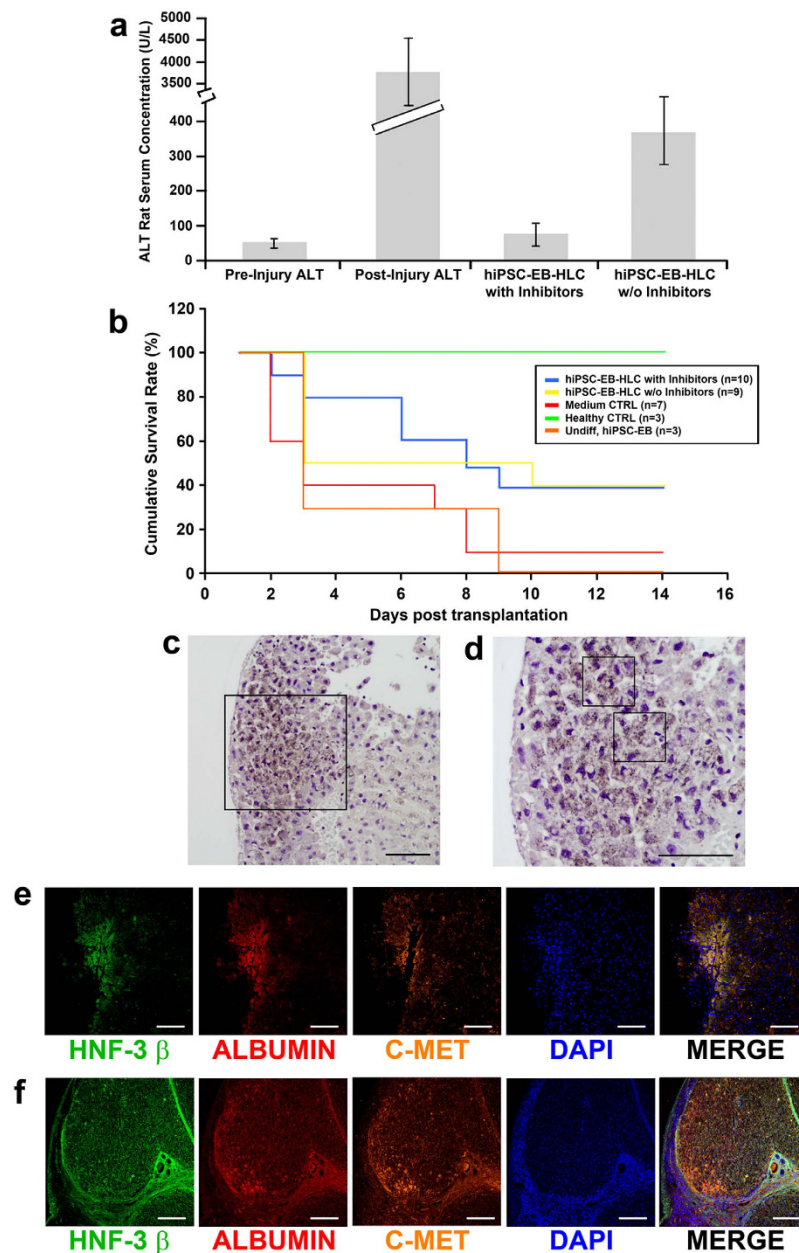 a
ALT Rat Serum Concentration (U/L)
5000
4500
4000
3500
400
300
200
100
0
Pre-Injury ALT
Post-Injury ALT
hiPSC-EB-HLC
with Inhibitors
hiPSC-EB-HLC
w/o Inhibitors
b
Cumulative Survival Rate (%)
120
100
80
60
40
20
0
0 2 4 6 8 10 12 14 16
Days post transplantation
hiPSC-EB-HLC with Inhibitors (n=10)
hiPSC-EB-HLC w/o Inhibitors (n=9)
Medium CTRL (n=7)
Healthy CTRL (n=3)
Undiff, hiPSC-EB (n=3)
c
d
e
HNF-3 β ALBUMIN C-MET DAPI MERGE
f
HNF-3 β ALBUMIN C-MET DAPI MERGE